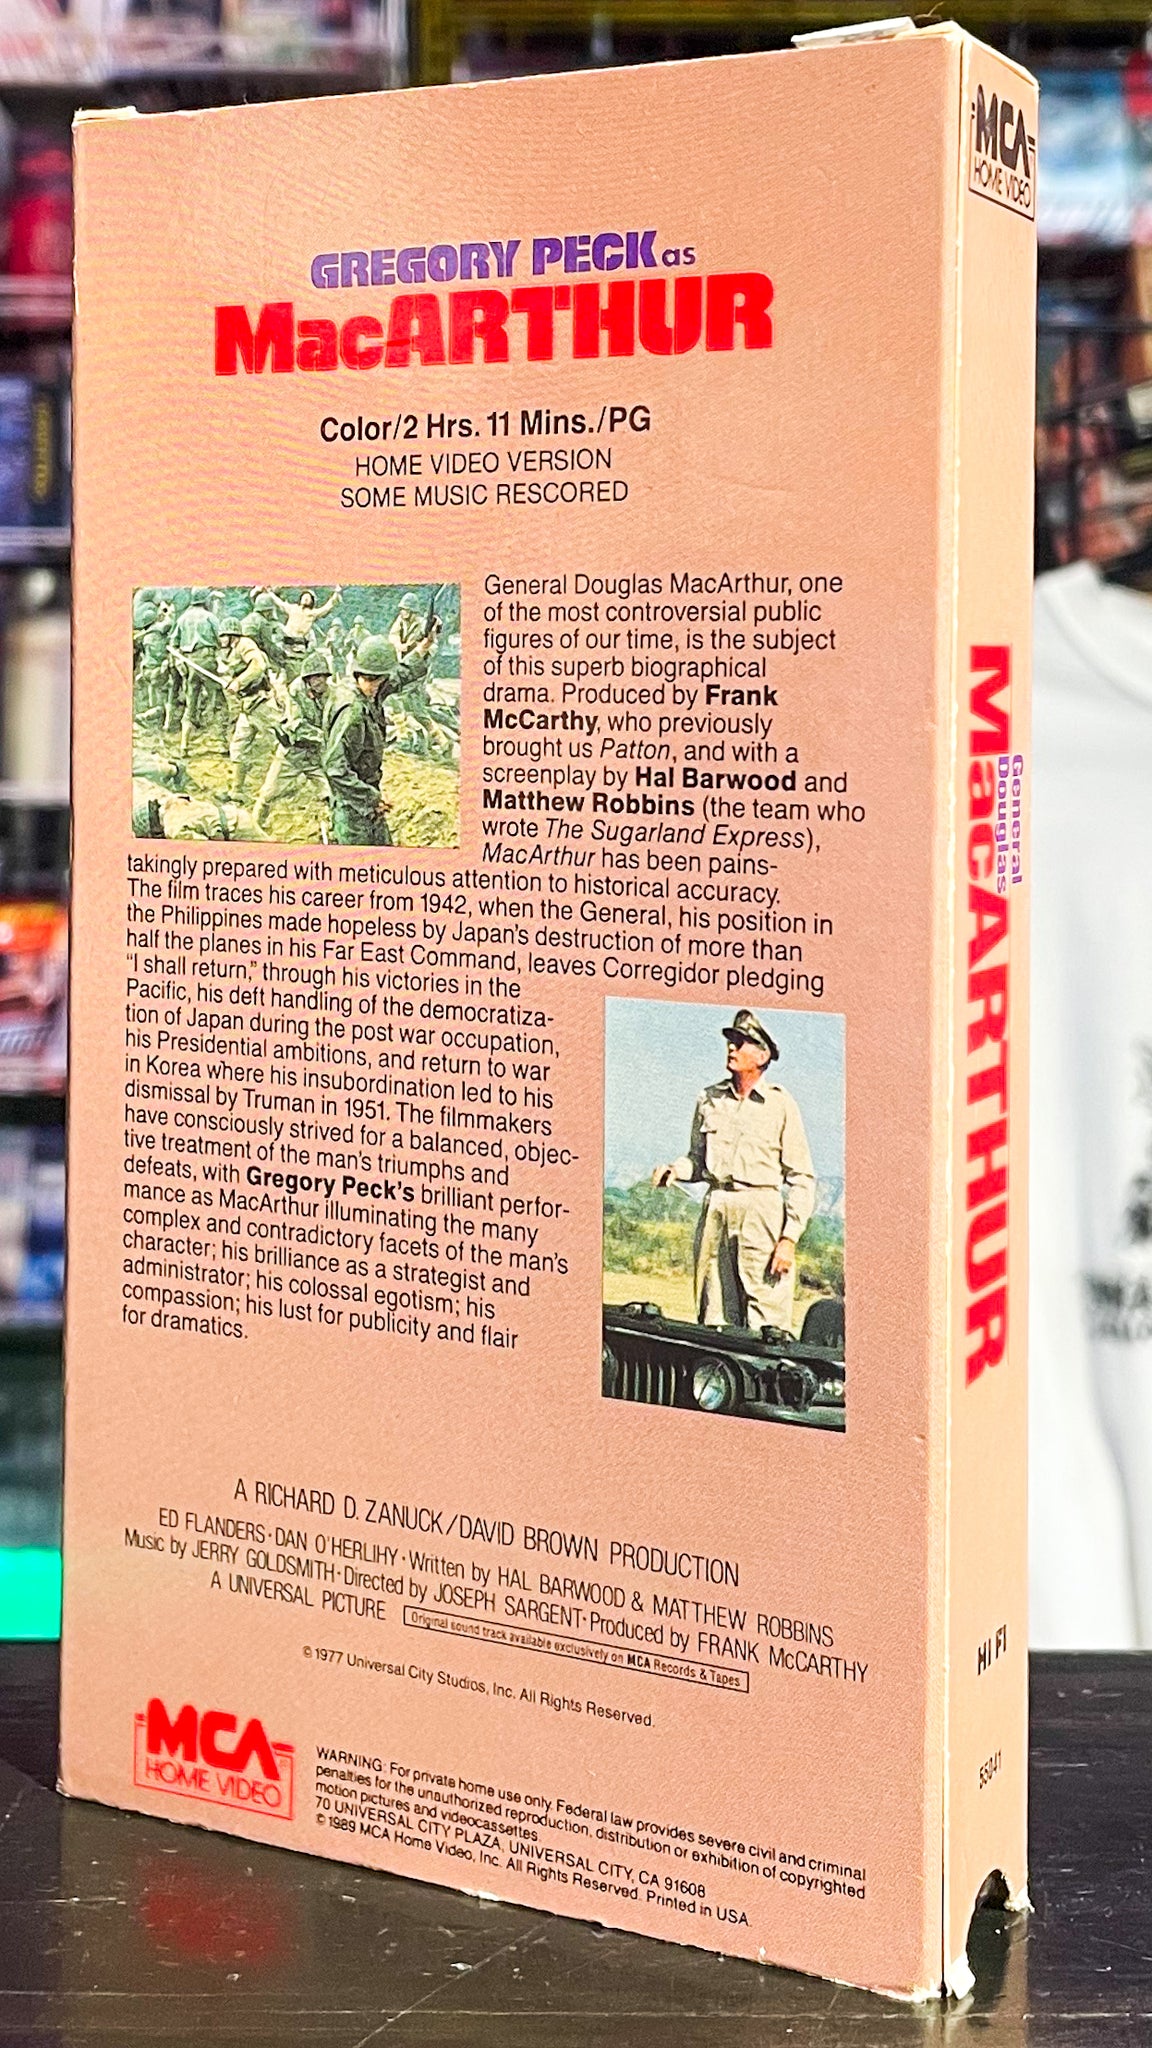 GREGORY PECK as
MacARTHUR
Color/2 Hrs. 11 Mins./PG
HOME VIDEO VERSION
SOME MUSIC RESCORED
General Douglas MacArthur, one
of the most controversial public
figures of our time, is the subject
of this superb biographical
drama. Produced by Frank
McCarthy, who previously
brought us Patton, and with a
screenplay by Hal Barwood and
Matthew Robbins (the team who
wrote The Sugarland Express),
MacArthur has been pains-
takingly prepared with meticulous attention to historical accuracy.
The film traces his career from 1942, when the General, his position in
the Philippines made hopeless by Japan's destruction of more than
half the planes in his Far East Command, leaves Corregidor pledging
"I shall return," through his victories in the
Pacific, his deft handling of the democratiza-
tion of Japan during the post war occupation,
his Presidential ambitions, and return to war
in Korea where his insubordination led to his
dismissal by Truman in 1951. The filmmakers
have consciously strived for a balanced, objec-
tive treatment of the man's triumphs and
defeats, with Gregory Peck's brilliant perfor-
mance as MacArthur illuminating the many
complex and contradictory facets of the man's
character; his brilliance as a strategist and
administrator; his colossal egotism; his
compassion; his lust for publicity and flair
for dramatics.
A RICHARD D. ZANUCK/DAVID BROWN PRODUCTION
ED FLANDERS · DAN O'HERLIHY · Written by HAL BARWOOD & MATTHEW ROBBINS
Music by JERRY GOLDSMITH · Directed by JOSEPH SARGENT · Produced by FRANK McCARTHY
A UNIVERSAL PICTURE Original sound track available exclusively on MCA Records & Tapes
© 1977 Universal City Studios, Inc. All Rights Reserved.
MCA
HOME VIDEO
WARNING: For private home use only. Federal law provides severe civil and criminal
penalties for the unauthorized reproduction, distribution or exhibition of copyrighted
motion pictures and videocassettes.
70 UNIVERSAL CITY PLAZA, UNIVERSAL CITY, CA 91608
© 1989 MCA Home Video, Inc. All Rights Reserved. Printed in USA.
MCA
HOME VIDEO
General
Douglas
MacARTHUR
HI FI
55041